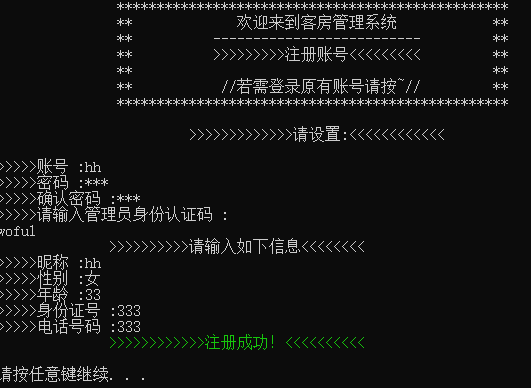 *************************************************
** 欢迎来到客房管理系统 **
** -------------------------- **
** >>>>>>>>>注册账号<<<<<<<<< **
** **
** //若需登录原有账号请按~// **
*************************************************
>>>>>>>>>>>>>请设置:<<<<<<<<<<<<
>>>>>账号 :hh
>>>>>密码 :***
>>>>>确认密码 :***
>>>>>请输入管理员身份认证码 :
woful
>>>>>>>>>>请输入如下信息<<<<<<<<
>>>>>昵称 :hh
>>>>>性别 :女
>>>>>年龄 :33
>>>>>身份证号 :333
>>>>>电话号码 :333
>>>>>>>>>>>>注册成功! <<<<<<<<<<
请按任意键继续. . .